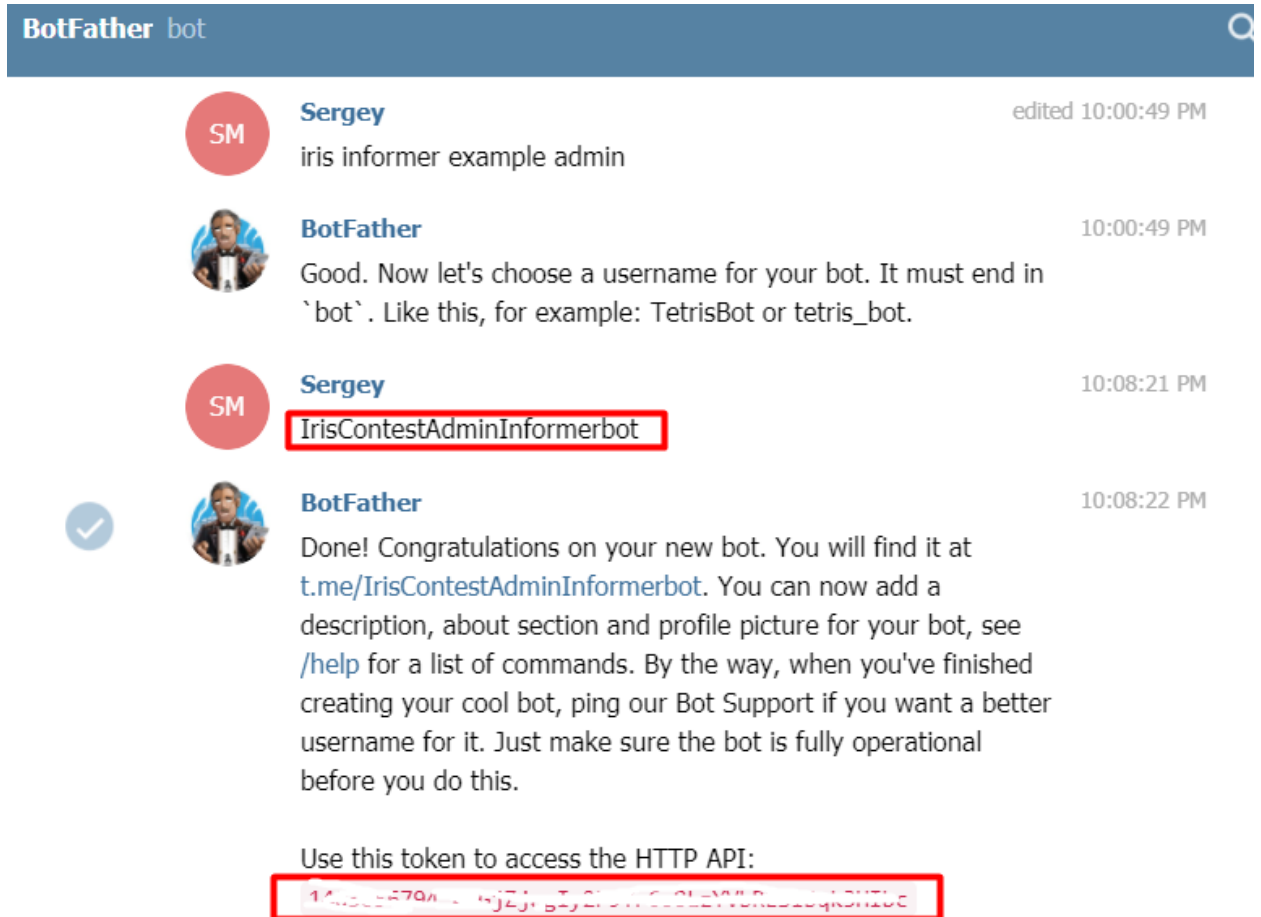 BotFather bot
SM
Sergey
edited 10:00:49 PM
iris informer example admin
BotFather
10:00:49 PM
Good. Now let's choose a username for your bot. It must end in
`bot`. Like this, for example: TetrisBot or tetris_bot.
SM
Sergey
10:08:21 PM
IrisContestAdminInformerbot
BotFather
10:08:22 PM
Done! Congratulations on your new bot. You will find it at
t.me/IrisContestAdminInformerbot. You can now add a
description, about section and profile picture for your bot, see
/help for a list of commands. By the way, when you've finished
creating your cool bot, ping our Bot Support if you want a better
username for it. Just make sure the bot is fully operational
before you do this.
Use this token to access the HTTP API: